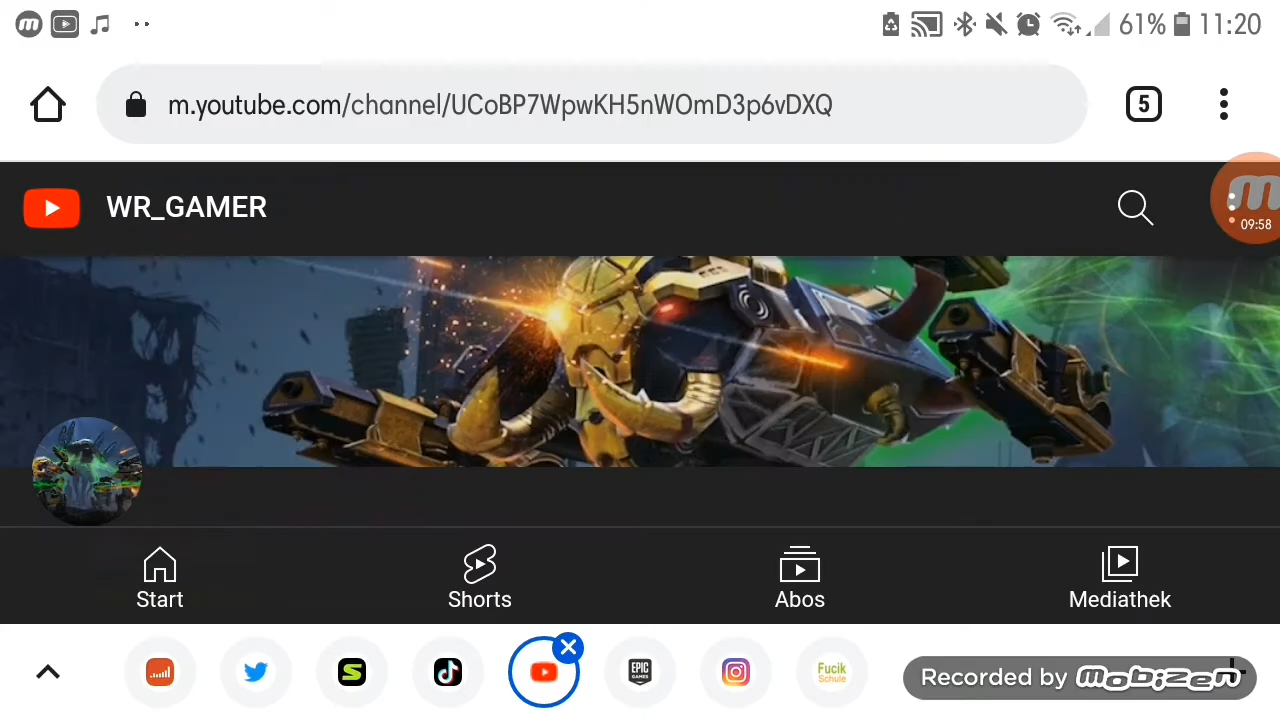 61% 11:20
m.youtube.com/channel/UCoBP7WpwKH5nWOmD3p6vDXQ
5
WR_GAMER
m
09:58
Start Shorts Abos Mediathek
EPIC
GAMES
Fucik
Schule
Recorded by mobizen